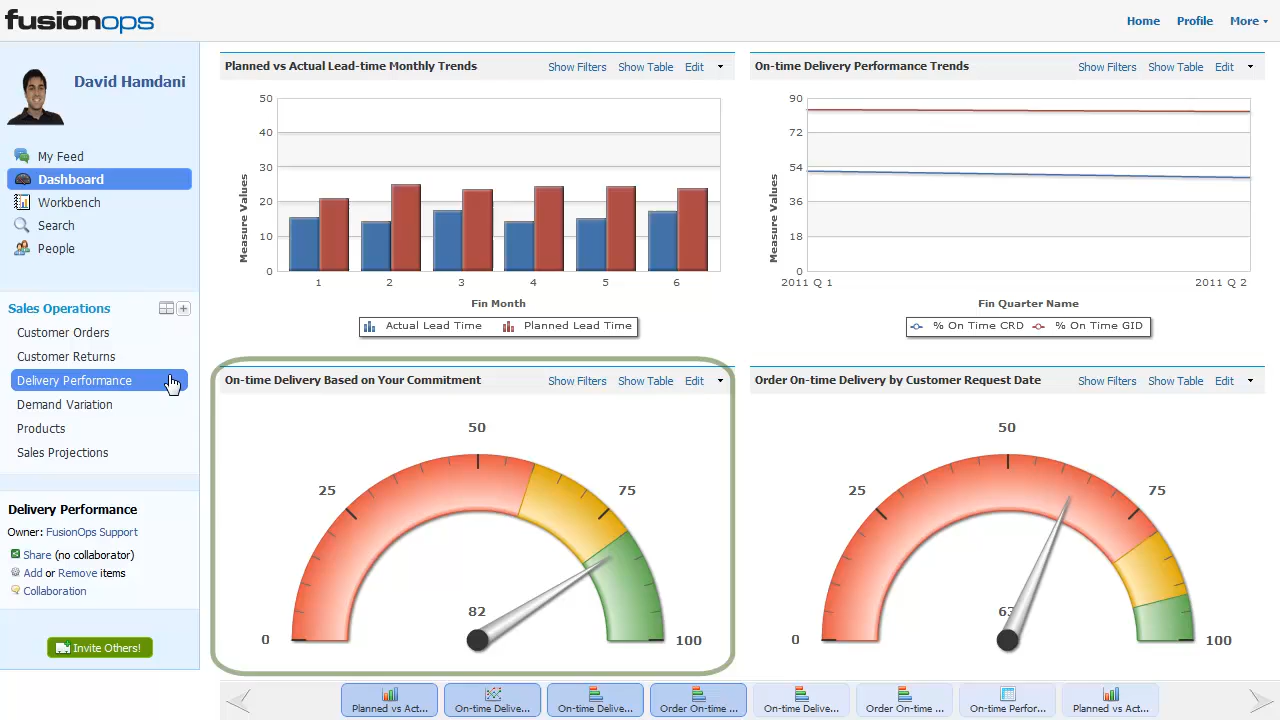 fusionops
Home Profile More
David Hamdani
My Feed
Dashboard
Workbench
Search
People
Sales Operations
Customer Orders
Customer Returns
Delivery Performance
Demand Variation
Products
Sales Projections
Delivery Performance
Owner: FusionOps Support
Share (no collaborator)
Add or Remove items
Collaboration
Invite Others!
Planned vs Actual Lead-time Monthly Trends Show Filters Show Table Edit
50
40
30
20
10
0
Measure Values
1 2 3 4 5 6
Fin Month
Actual Lead Time Planned Lead Time
On-time Delivery Performance Trends Show Filters Show Table Edit
90
72
54
36
18
0
Measure Values
2011 Q 1 2011 Q 2
Fin Quarter Name
% On Time CRD % On Time GID
On-time Delivery Based on Your Commitment Show Filters Show Table Edit
50
25 75
82
0 100
Order On-time Delivery by Customer Request Date Show Filters Show Table Edit
50
25 75
63
0 100
Planned vs Act... On-time Delive... On-time Delive... Order On-time ... On-time Delive... Order On-time ... On-time Perfor... Planned vs Act...